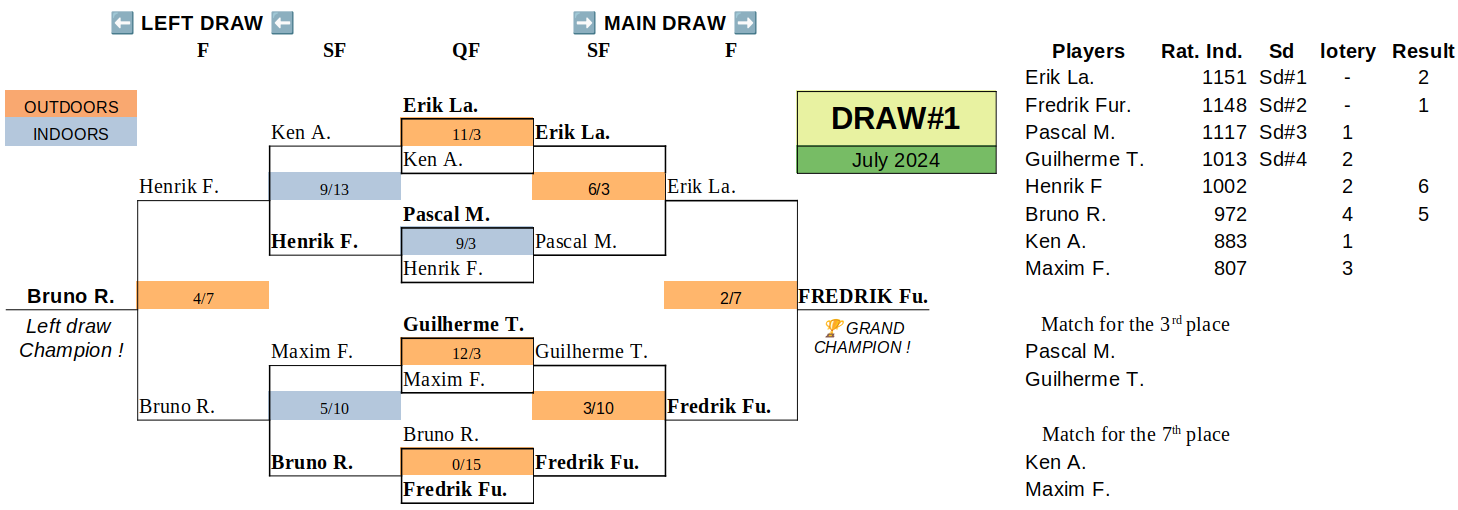 ⬅️ LEFT DRAW ⬅️ ➡️ MAIN DRAW ➡️
F SF QF SF F
Players Rat. Ind. Sd lotery Result
Erik La. 1151 Sd#1 - 2
OUTDOORS Erik La. DRAW#1 Fredrik Fur. 1148 Sd#2 - 1
INDOORS Ken A. 11/3 Erik La. Pascal M. 1117 Sd#3 1
Ken A. July 2024 Guilherme T. 1013 Sd#4 2
Henrik F. 9/13 6/3 Erik La. Henrik F 1002 2 6
Pascal M. Bruno R. 972 4 5
Henrik F. 9/3 Pascal M. Ken A. 883 1
Henrik F. Maxim F. 807 3
Bruno R. 4/7 2/7 FREDRIK Fu.
Left draw Guilherme T. 🏆 GRAND Match for the 3rd place
Champion ! Maxim F. 12/3 Guilherme T. CHAMPION ! Pascal M.
Maxim F. Guilherme T.
Bruno R. 5/10 3/10 Fredrik Fu.
Bruno R. Match for the 7th place
Bruno R. 0/15 Fredrik Fu. Ken A.
Fredrik Fu. Maxim F.